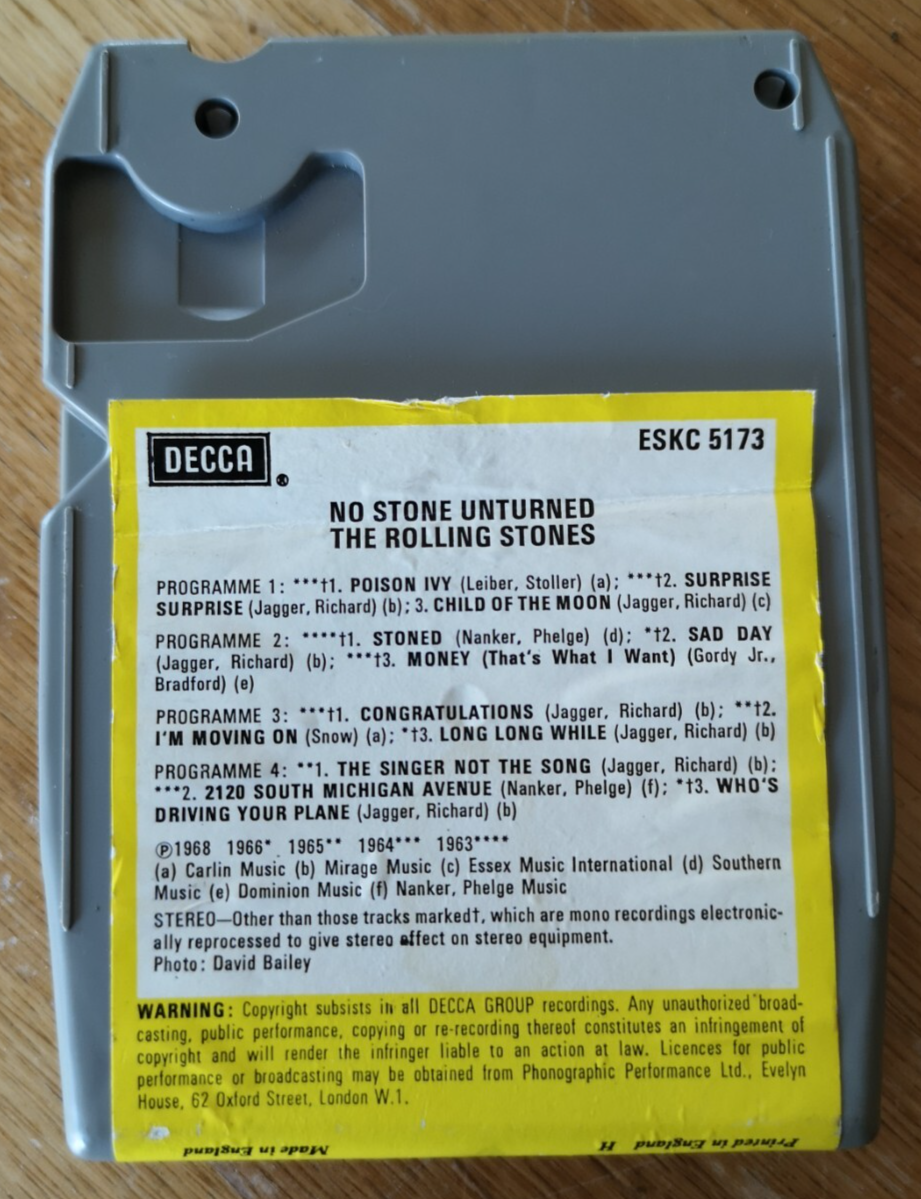 DECCA ®
ESKC 5173
NO STONE UNTURNED
THE ROLLING STONES
PROGRAMME 1: ***†1. POISON IVY (Leiber, Stoller) (a); ***†2. SURPRISE
SURPRISE (Jagger, Richard) (b); 3. CHILD OF THE MOON (Jagger, Richard) (c)
PROGRAMME 2: ****†1. STONED (Nanker, Phelge) (d); *†2. SAD DAY
(Jagger, Richard) (b); ***†3. MONEY (That's What I Want) (Gordy Jr.,
Bradford) (e)
PROGRAMME 3: ***†1. CONGRATULATIONS (Jagger, Richard) (b); **†2.
I'M MOVING ON (Snow) (a); *†3. LONG LONG WHILE (Jagger, Richard) (b)
PROGRAMME 4: **1. THE SINGER NOT THE SONG (Jagger, Richard) (b);
***2. 2120 SOUTH MICHIGAN AVENUE (Nanker, Phelge) (f); *†3. WHO'S
DRIVING YOUR PLANE (Jagger, Richard) (b)
℗1968 1966* 1965** 1964*** 1963****
(a) Carlin Music (b) Mirage Music (c) Essex Music International (d) Southern
Music (e) Dominion Music (f) Nanker, Phelge Music
STEREO—Other than those tracks marked†, which are mono recordings electronic-
ally reprocessed to give stereo effect on stereo equipment.
Photo: David Bailey
WARNING: Copyright subsists in all DECCA GROUP recordings. Any unauthorized broad-
casting, public performance, copying or re-recording thereof constitutes an infringement of
copyright and will render the infringer liable to an action at law. Licences for public
performance or broadcasting may be obtained from Phonographic Performance Ltd., Evelyn
House, 62 Oxford Street, London W.1.
Made in England
Printed in England H